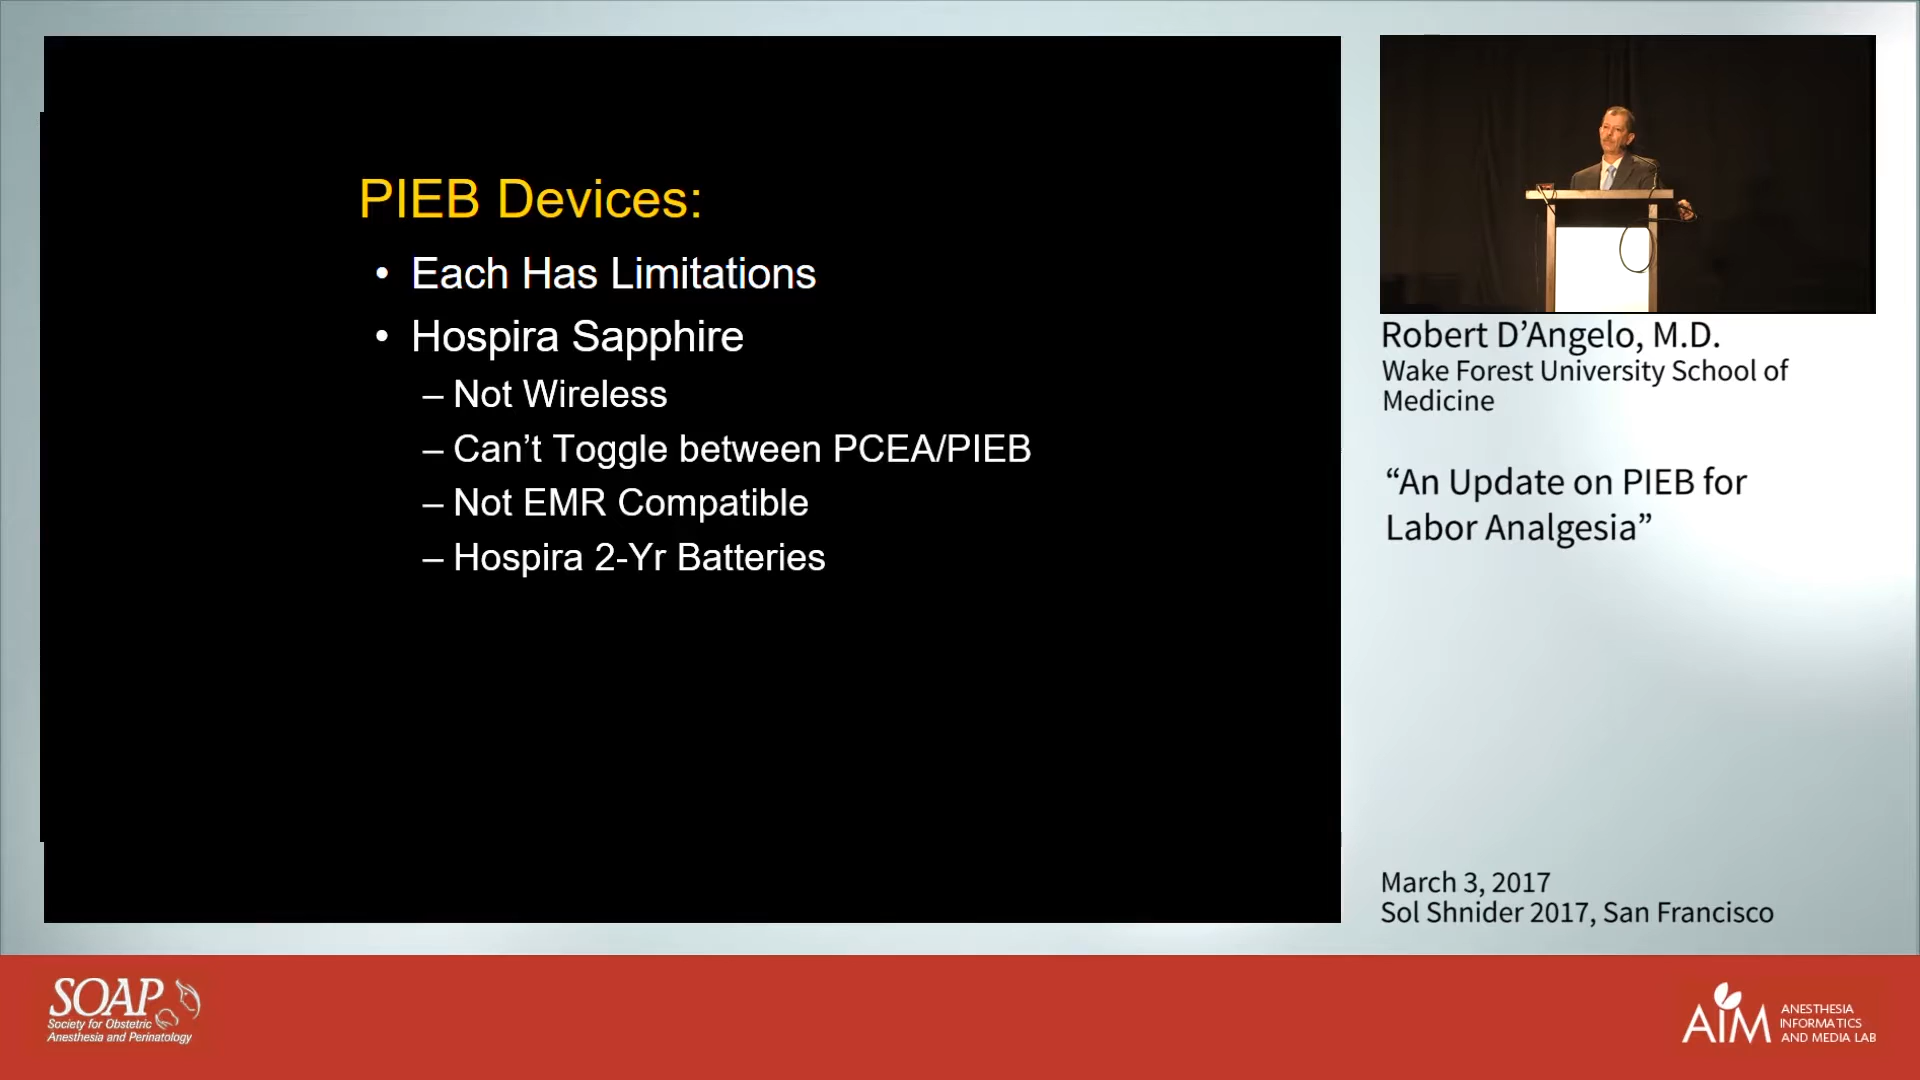 PIEB Devices:
• Each Has Limitations
• Hospira Sapphire
– Not Wireless
– Can’t Toggle between PCEA/PIEB
– Not EMR Compatible
– Hospira 2-Yr Batteries
Robert D’Angelo, M.D.
Wake Forest University School of
Medicine
“An Update on PIEB for
Labor Analgesia”
March 3, 2017
Sol Shnider 2017, San Francisco
SOAP
Society for Obstetric
Anesthesia and Perinatology
AIM
ANESTHESIA
INFORMATICS
AND MEDIA LAB